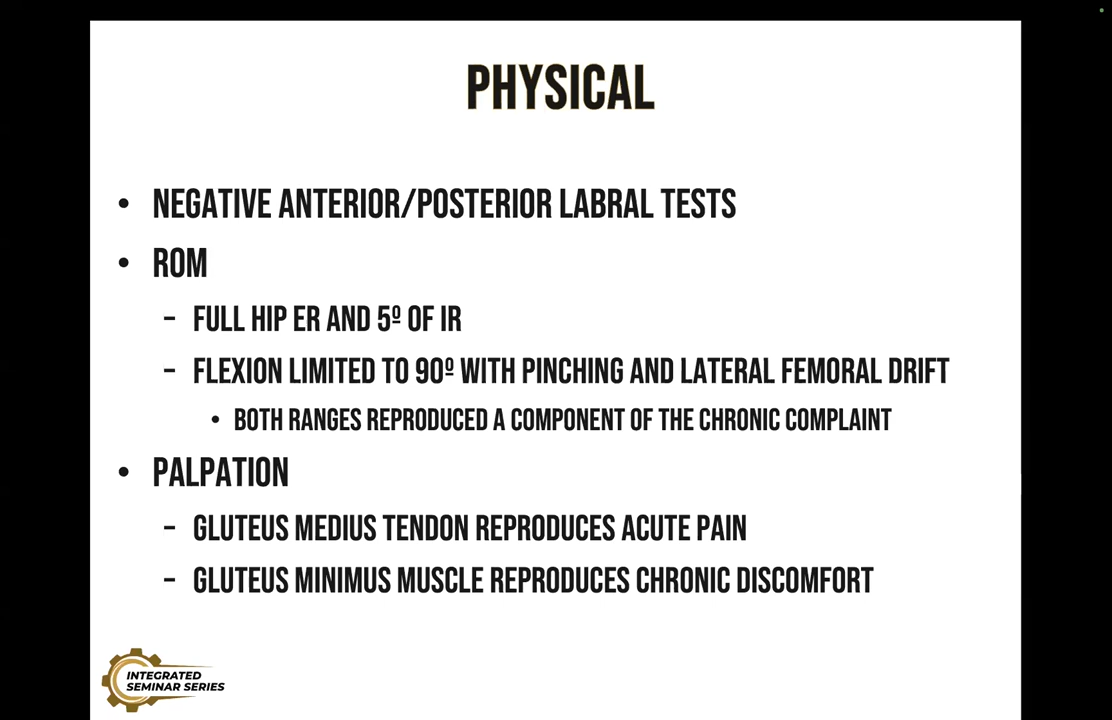 PHYSICAL
• NEGATIVE ANTERIOR/POSTERIOR LABRAL TESTS
• ROM
– FULL HIP ER AND 5º OF IR
– FLEXION LIMITED TO 90º WITH PINCHING AND LATERAL FEMORAL DRIFT
• BOTH RANGES REPRODUCED A COMPONENT OF THE CHRONIC COMPLAINT
• PALPATION
– GLUTEUS MEDIUS TENDON REPRODUCES ACUTE PAIN
– GLUTEUS MINIMUS MUSCLE REPRODUCES CHRONIC DISCOMFORT
INTEGRATED
SEMINAR SERIES